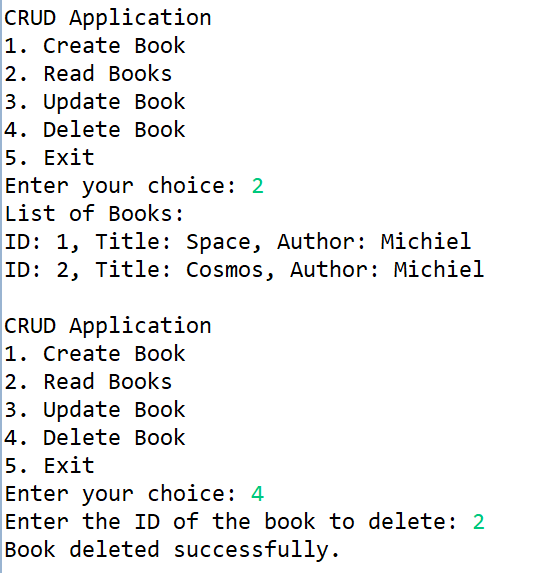 CRUD Application
1. Create Book
2. Read Books
3. Update Book
4. Delete Book
5. Exit
Enter your choice: 2
List of Books:
ID: 1, Title: Space, Author: Michiel
ID: 2, Title: Cosmos, Author: Michiel

CRUD Application
1. Create Book
2. Read Books
3. Update Book
4. Delete Book
5. Exit
Enter your choice: 4
Enter the ID of the book to delete: 2
Book deleted successfully.